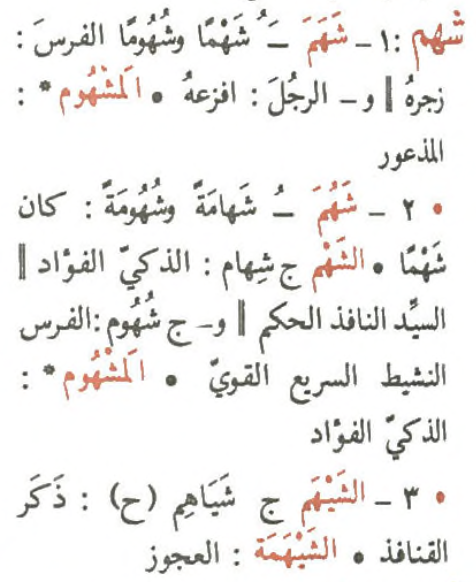 شهم :١ ـ شَهَمَ ـَُ شَهْمًا وشُهُومًا الفرسَ :
زجرهُ ‖ و ـ الرجُلَ : افزعهُ • المَشْهُوم * :
المذعور
• ٢ ـ شَهُمَ ـُ شَهامَةً وشُهُومَةً : كان
شَهْمًا • الشَهْم ج شِهام : الذكيّ الفؤاد ‖
السيِّد النافذ الحكم ‖ و ـ ج شُهُوم :الفرس
النشيط السريع القويّ • المَشْهُوم * :
الذكيّ الفؤاد
• ٣ ـ الشَيْهَم ج شَيَاهِم (ح) : ذَكَر
القنافذ • الشَيْهَمَة : العجوز